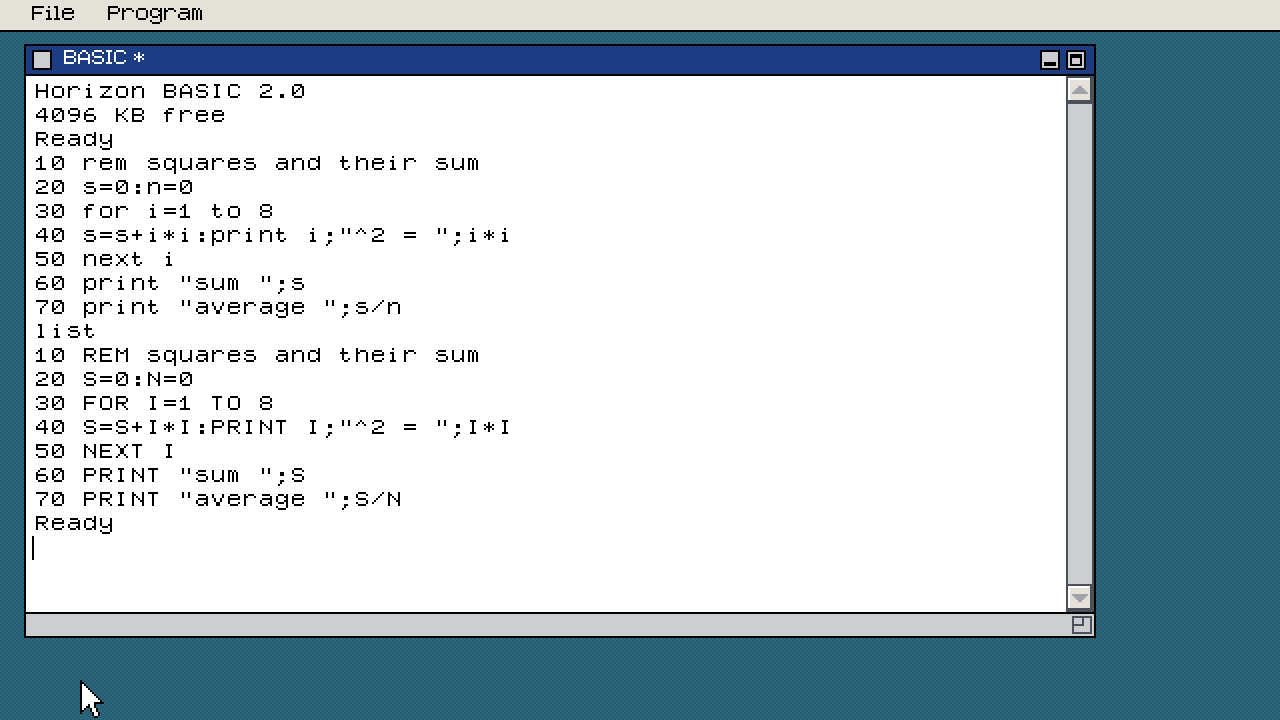 File Program
BASIC *
Horizon BASIC 2.0
4096 KB free
Ready
10 rem squares and their sum
20 s=0:n=0
30 for i=1 to 8
40 s=s+i*i:print i;"^2 = ";i*i
50 next i
60 print "sum ";s
70 print "average ";s/n
list
10 REM squares and their sum
20 S=0:N=0
30 FOR I=1 TO 8
40 S=S+I*I:PRINT I;"^2 = ";I*I
50 NEXT I
60 PRINT "sum ";S
70 PRINT "average ";S/N
Ready